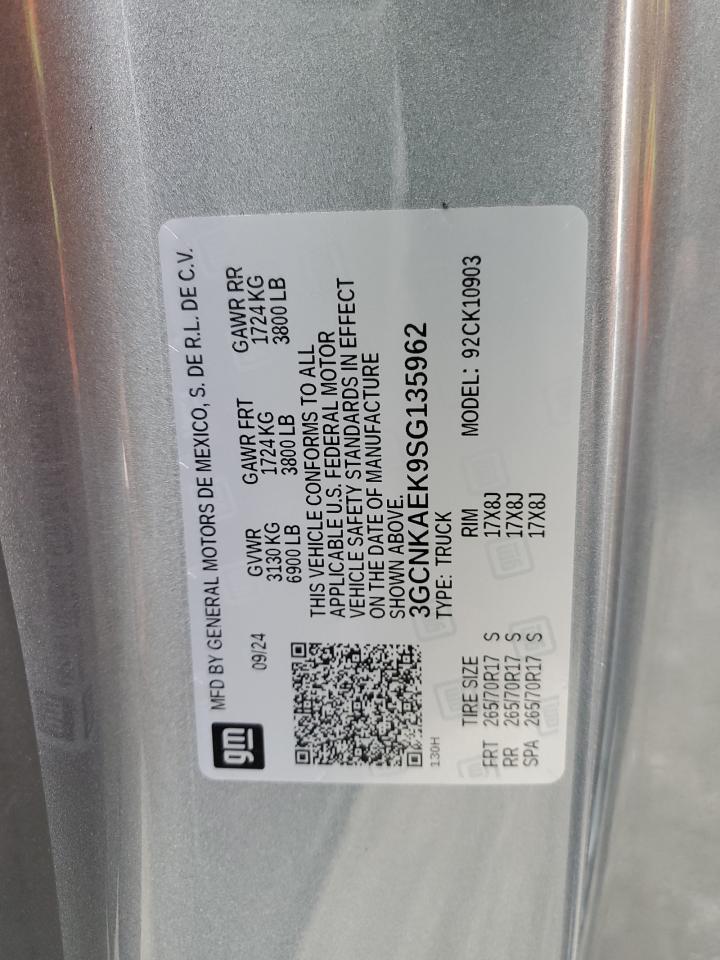 gm
MFD BY GENERAL MOTORS DE MEXICO, S. DE R.L. DE C.V.
09/24
GVWR GAWR FRT GAWR RR
3130 KG 1724 KG 1724 KG
6900 LB 3800 LB 3800 LB
THIS VEHICLE CONFORMS TO ALL
APPLICABLE U.S. FEDERAL MOTOR
VEHICLE SAFETY STANDARDS IN EFFECT
ON THE DATE OF MANUFACTURE
SHOWN ABOVE.
3GCNKAEK9SG135962
130H
TYPE: TRUCK MODEL: 92CK10903
TIRE SIZE RIM
FRT 265/70R17 S 17X8J
RR 265/70R17 S 17X8J
SPA 265/70R17 S 17X8J